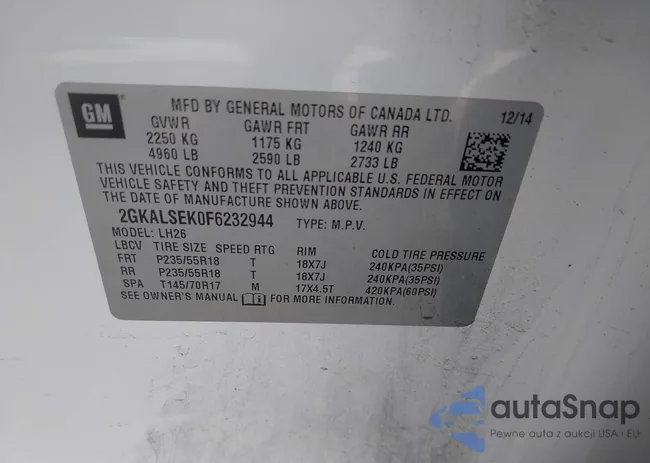 GM
MFD BY GENERAL MOTORS OF CANADA LTD. 12/14
GVWR GAWR FRT GAWR RR
2250 KG 1175 KG 1240 KG
4960 LB 2590 LB 2733 LB
THIS VEHICLE CONFORMS TO ALL APPLICABLE U.S. FEDERAL MOTOR
VEHICLE SAFETY AND THEFT PREVENTION STANDARDS IN EFFECT ON
THE DATE OF MANUFACTURE SHOWN ABOVE.
2GKALSEK0F6232944 TYPE: M.P.V.
MODEL: LH26
LBCV TIRE SIZE SPEED RTG RIM COLD TIRE PRESSURE
FRT P235/55R18 T 18X7J 240KPA(35PSI)
RR P235/55R18 T 18X7J 240KPA(35PSI)
SPA T145/70R17 M 17X4.5T 420KPA(60PSI)
SEE OWNER'S MANUAL FOR MORE INFORMATION.
autaSnap
Pewne auta z aukcji USA - EU